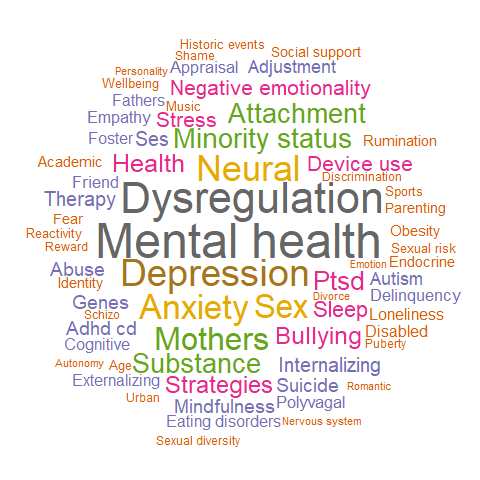 Historic events
Social support
Shame
Personality
Appraisal
Adjustment
Wellbeing
Negative emotionality
Fathers
Music
Attachment
Empathy
Stress
Foster
Ses
Minority status
Rumination
Academic
Health
Neural
Device use
Discrimination
Friend
Therapy
Dysregulation
Sports
Parenting
Fear
Reactivity
Reward
Mental health
Obesity
Sexual risk
Endocrine
Emotion
Abuse
Identity
Depression
Ptsd
Autism
Delinquency
Genes
Schizo
Anxiety
Sex
Divorce
Sleep
Loneliness
Adhd cd
Cognitive
Mothers
Bullying
Disabled
Puberty
Autonomy
Age
Substance
Internalizing
Externalizing
Strategies
Suicide
Romantic
Urban
Mindfulness
Polyvagal
Eating disorders
Nervous system
Sexual diversity